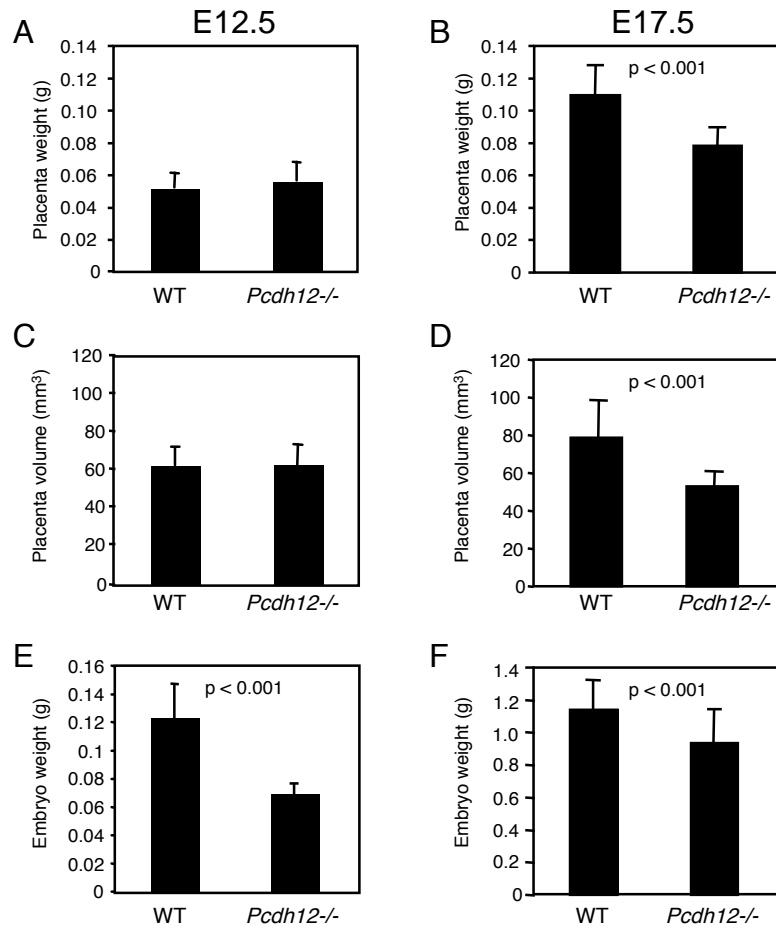 E12.5
E17.5
A
Placenta weight (g)
0.14
0.12
0.10
0.08
0.06
0.04
0.02
0
WT
Pcdh12-/-
B
Placenta weight (g)
0.14
0.12
0.10
0.08
0.06
0.04
0.02
0
p < 0.001
WT
Pcdh12-/-
C
Placenta volume (mm³)
120
100
80
60
40
20
0
WT
Pcdh12-/-
D
Placenta volume (mm³)
120
100
80
60
40
20
0
p < 0.001
WT
Pcdh12-/-
E
Embryo weight (g)
0.16
0.14
0.12
0.1
0.08
0.06
0.04
0.02
0
p < 0.001
WT
Pcdh12-/-
F
Embryo weight (g)
1.4
1.2
1.0
0.8
0.6
0.4
0.2
0
p < 0.001
WT
Pcdh12-/-